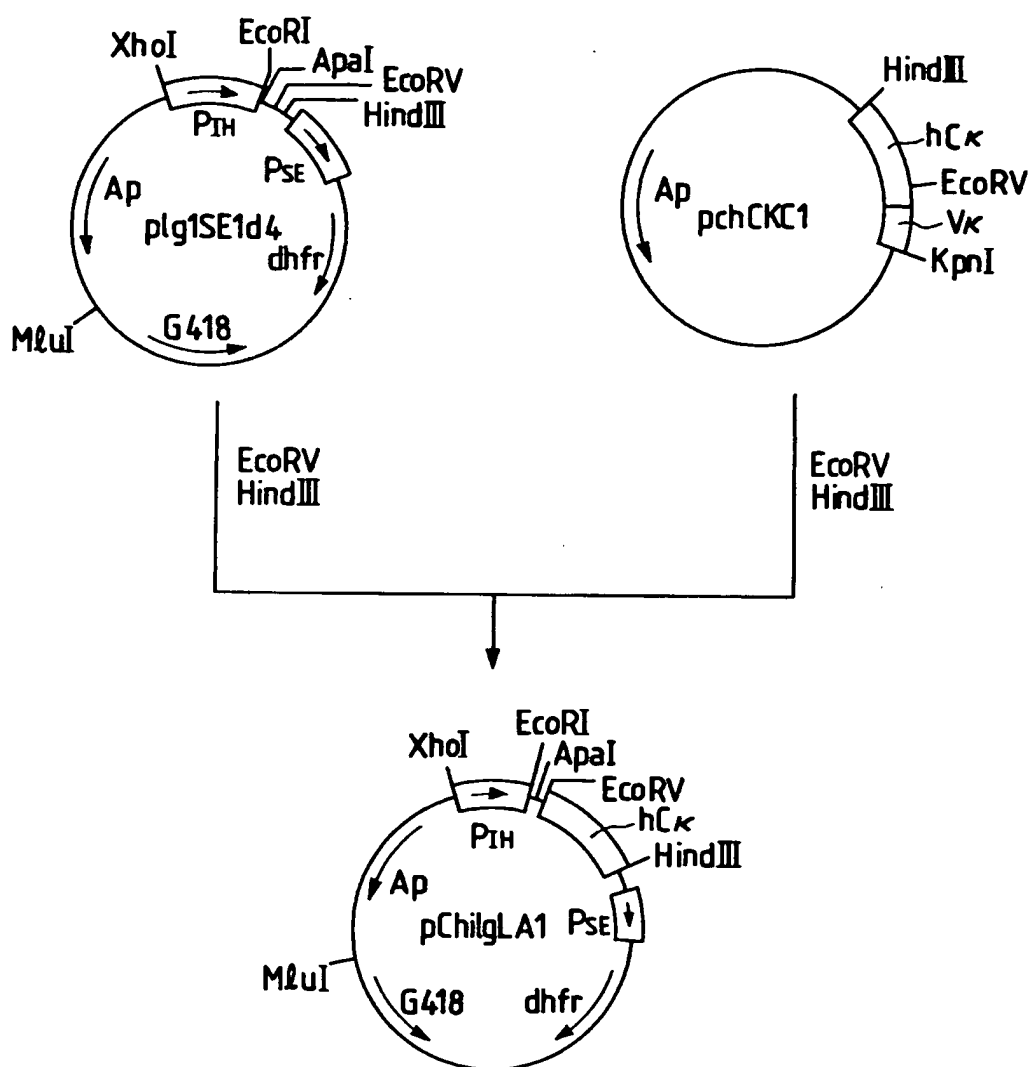 EcoRI
XhoI
ApaI
EcoRV
HindIII
PIH
PSE
Ap
pIg1SE1d4
dhfr
G418
MluI
HindIII
hCκ
EcoRV
Vκ
KpnI
Ap
pchCKC1
EcoRV
HindIII
EcoRV
HindIII
EcoRI
XhoI
ApaI
EcoRV
hCκ
HindIII
PIH
Ap
pChiIgLA1
PSE
MluI
G418
dhfr